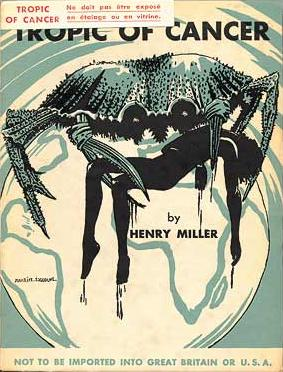 TROPIC
OF CANCER
Ne doit pas être exposé
en étalage ou en vitrine.
TROPIC OF CANCER
by
HENRY MILLER
NOT TO BE IMPORTED INTO GREAT BRITAIN OR U.S.A.